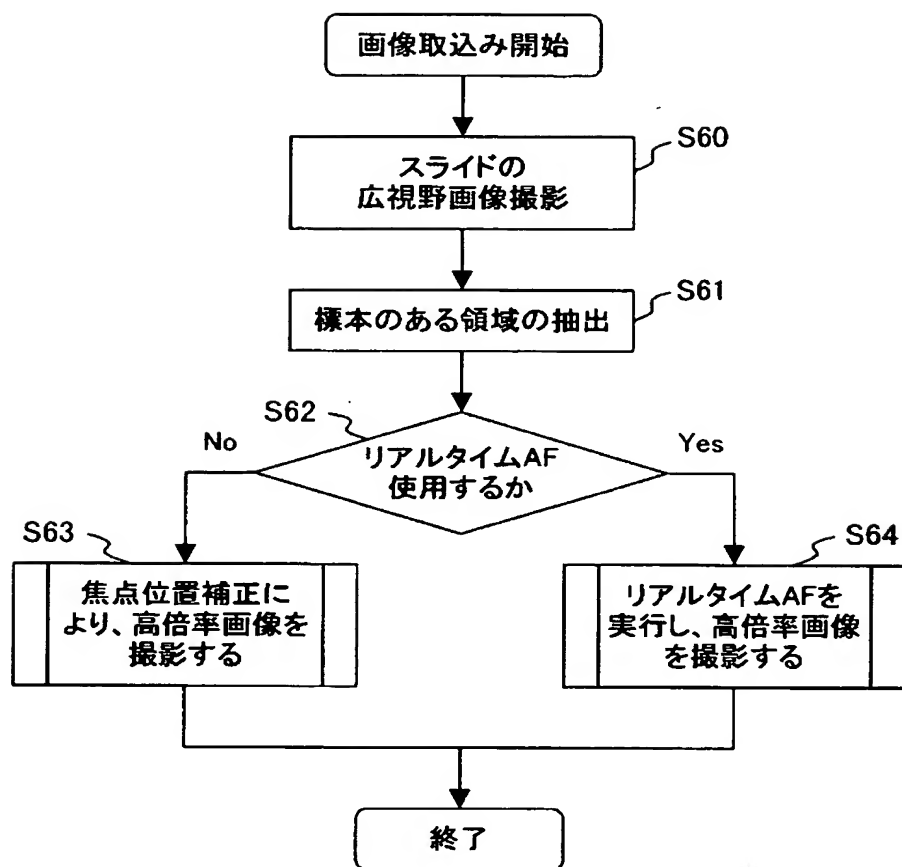 画像取込み開始
S60
スライドの
広視野画像撮影
S61
標本のある領域の抽出
S62
No
Yes
リアルタイムAF
使用するか
S63
焦点位置補正に
より、高倍率画像を
撮影する
S64
リアルタイムAFを
実行し、高倍率画像
を撮影する
終了